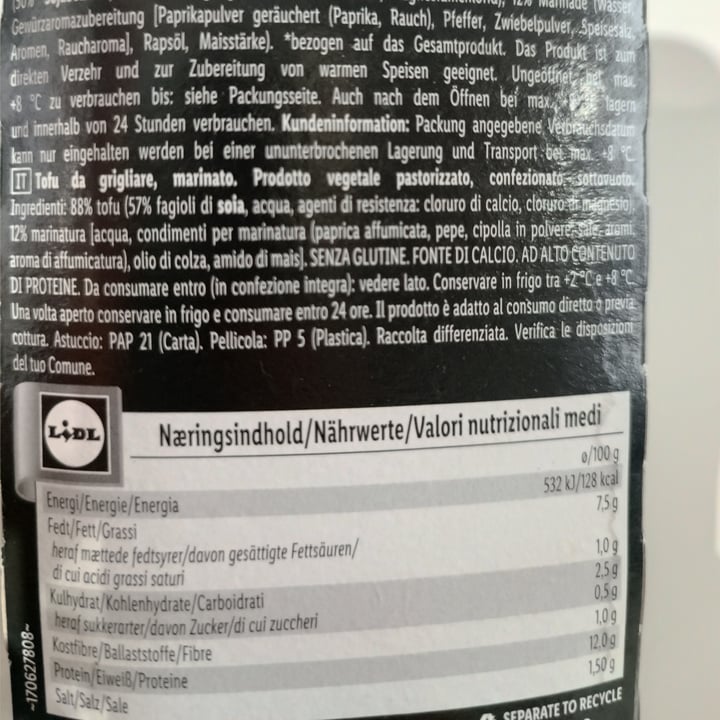 12% Marinade (Wasser,
Gewürzaromazubereitung [Paprikapulver geräuchert (Paprika, Rauch), Pfeffer, Zwiebelpulver, Speisesalz,
Aromen, Raucharoma], Rapsöl, Maisstärke). *bezogen auf das Gesamtprodukt. Das Produkt ist zum
direkten Verzehr und zur Zubereitung von warmen Speisen geeignet. Ungeöffnet bei max.
+8 °C zu verbrauchen bis: siehe Packungsseite. Auch nach dem Öffnen bei max. lagern
und innerhalb von 24 Stunden verbrauchen. Kundeninformation: Packung angegebene Verbrauchsdatum
kann nur eingehalten werden bei einer ununterbrochenen Lagerung und Transport bei max. +8 °C.
IT Tofu da grigliare, marinato. Prodotto vegetale pastorizzato, confezionato sottovuoto.
Ingredienti: 88% tofu (57% fagioli di soia, acqua, agenti di resistenza: cloruro di calcio, cloruro di magnesio),
12% marinatura [acqua, condimenti per marinatura (paprica affumicata, pepe, cipolla in polvere, sale, aromi,
aroma di affumicatura), olio di colza, amido di mais]. SENZA GLUTINE. FONTE DI CALCIO. AD ALTO CONTENUTO
DI PROTEINE. Da consumare entro (in confezione integra): vedere lato. Conservare in frigo tra +2 °C e +8 °C.
Una volta aperto conservare in frigo e consumare entro 24 ore. Il prodotto è adatto al consumo diretto o previa
cottura. Astuccio: PAP 21 (Carta). Pellicola: PP 5 (Plastica). Raccolta differenziata. Verifica le disposizioni
del tuo Comune.
LIDL
Næringsindhold/Nährwerte/Valori nutrizionali medi
ø/100 g
Energi/Energie/Energia 532 kJ/128 kcal
Fedt/Fett/Grassi 7,5 g
heraf mættede fedtsyrer/davon gesättigte Fettsäuren/
di cui acidi grassi saturi 1,0 g
Kulhydrat/Kohlenhydrate/Carboidrati 2,5 g
heraf sukkerarter/davon Zucker/di cui zuccheri 0,5 g
Kostfibre/Ballaststoffe/Fibre 1,0 g
Protein/Eiweiß/Proteine 12,0 g
Salt/Salz/Sale 1,50 g
~170627808~
SEPARATE TO RECYCLE